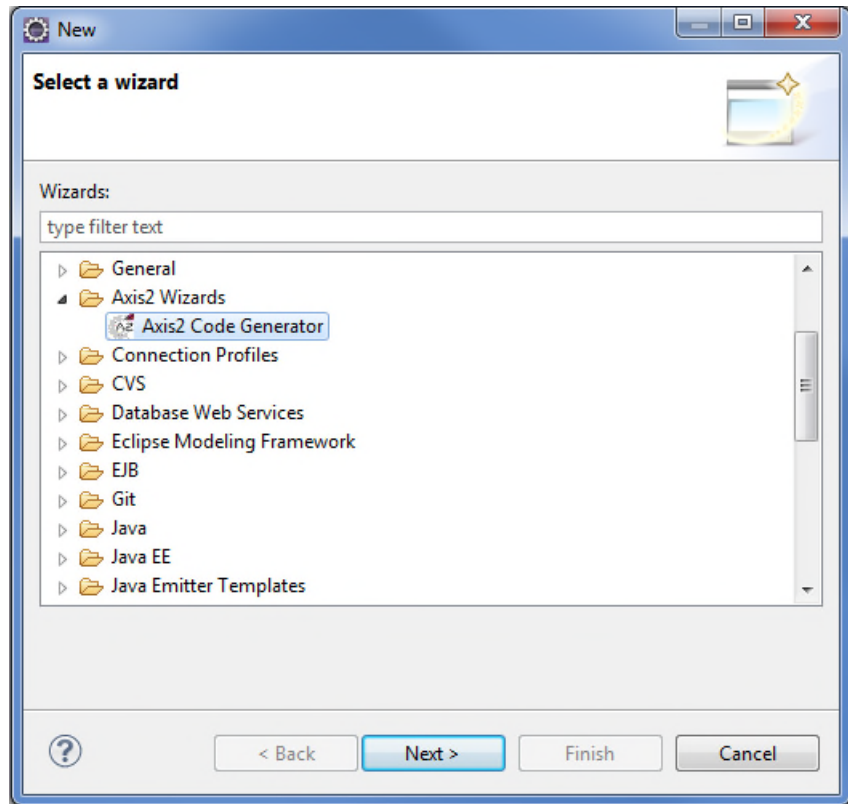 New
Select a wizard
Wizards:
type filter text
General
Axis2 Wizards
Axis2 Code Generator
Connection Profiles
CVS
Database Web Services
Eclipse Modeling Framework
EJB
Git
Java
Java EE
Java Emitter Templates
? < Back Next > Finish Cancel